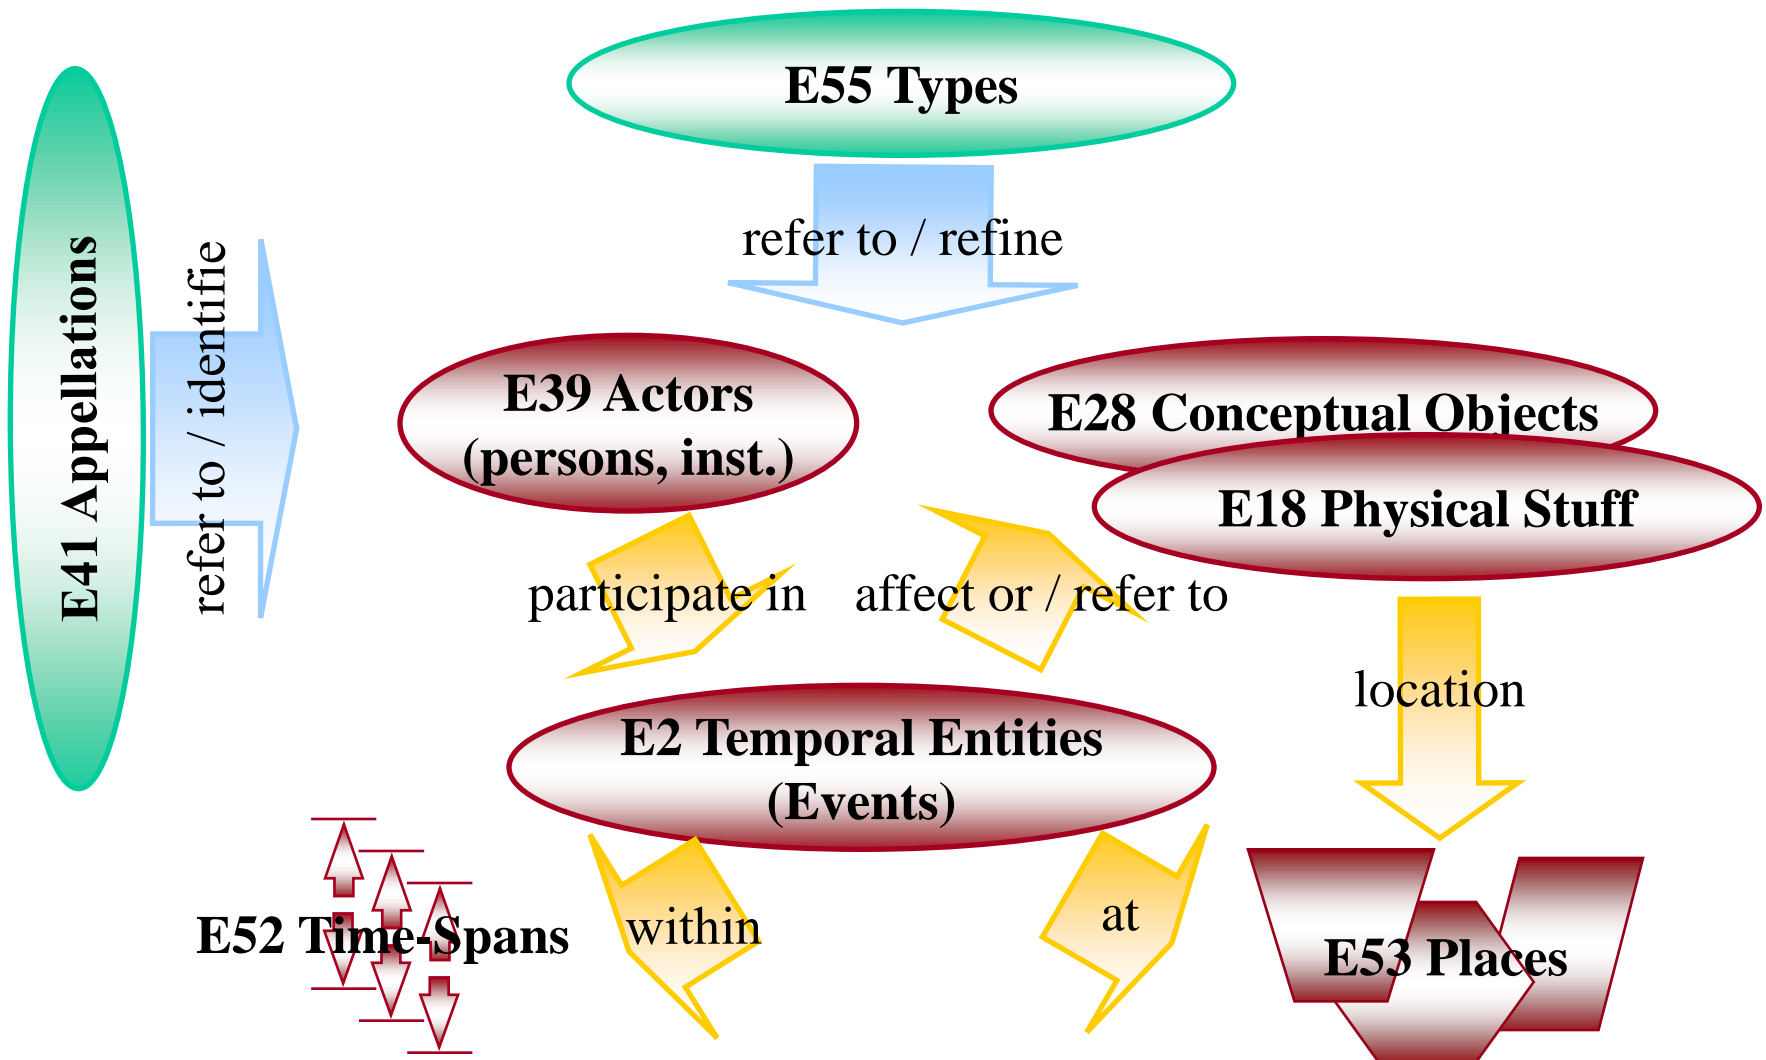 E55 Types
refer to / refine
E41 Appellations
refer to / identifie
E39 Actors
(persons, inst.)
E28 Conceptual Objects
E18 Physical Stuff
participate in
affect or / refer to
location
E2 Temporal Entities
(Events)
E52 Time-Spans
within
at
E53 Places